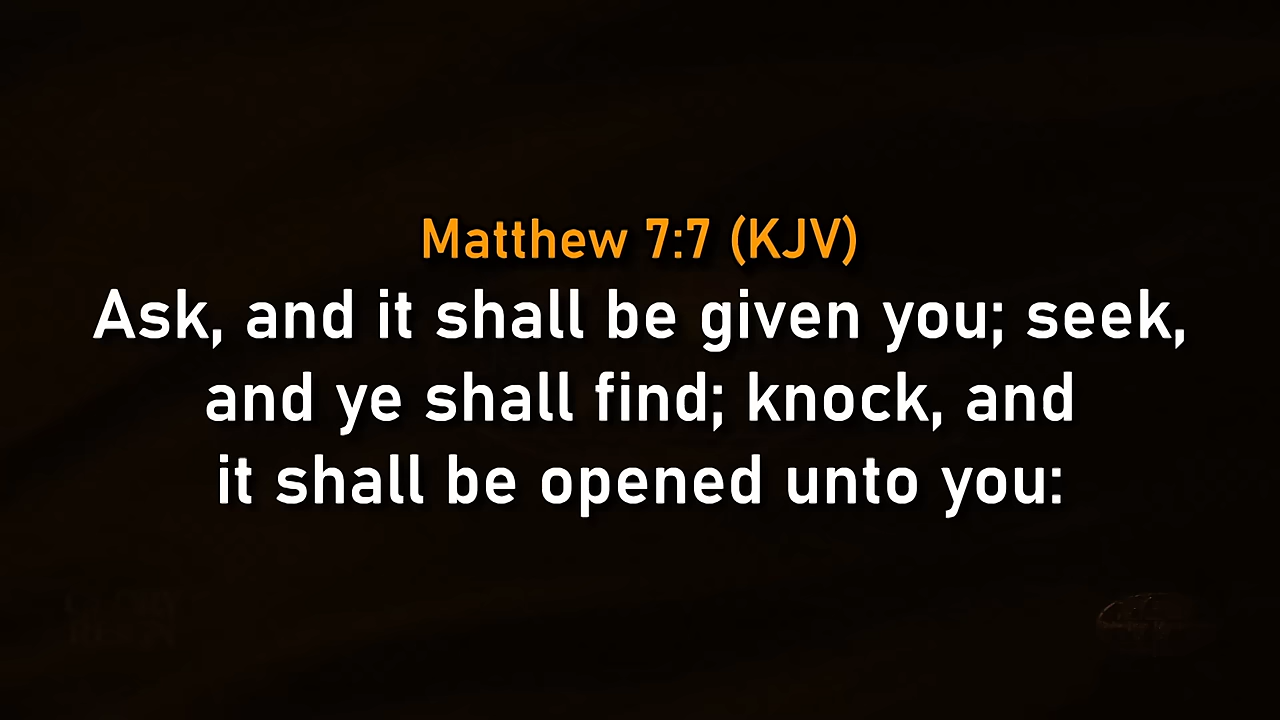 Matthew 7:7 (KJV)
Ask, and it shall be given you; seek,
and ye shall find; knock, and
it shall be opened unto you: